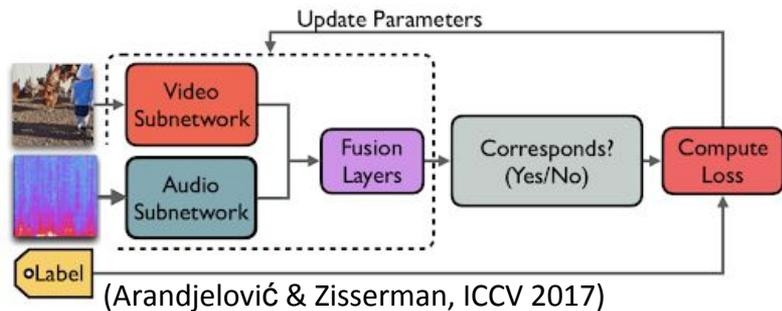 Update Parameters
Video
Subnetwork
Audio
Subnetwork
Fusion
Layers
Corresponds?
(Yes/No)
Compute
Loss
Label
(Arandjelović & Zisserman, ICCV 2017)